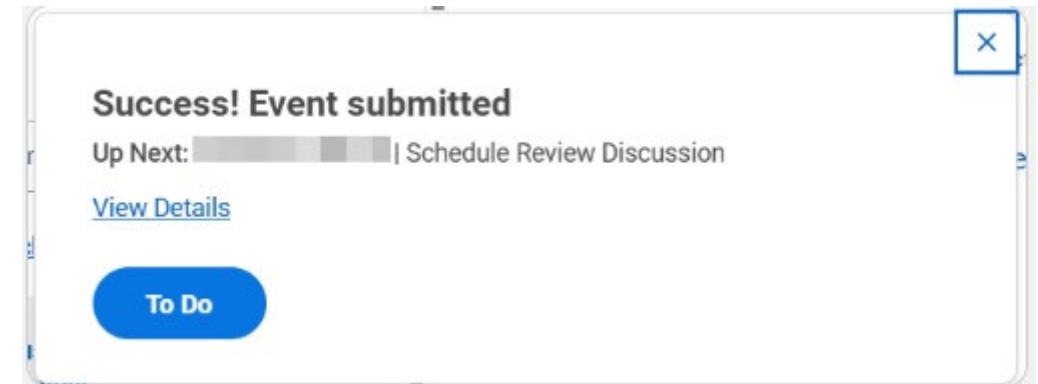 Success! Event submitted
Up Next: | Schedule Review Discussion
View Details
To Do